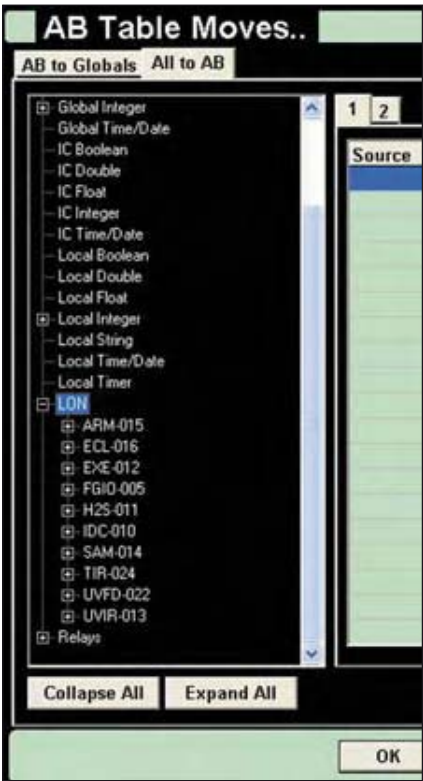 AB Table Moves..
AB to Globals All to AB
Global Integer
Global Time/Date
IC Boolean
IC Double
IC Float
IC Integer
IC Time/Date
Local Boolean
Local Double
Local Float
Local Integer
Local String
Local Time/Date
Local Timer
LON
ARM-015
ECL-016
EXE-012
FGIO-005
H2S-011
IDC-010
SAM-014
TIR-024
UVFD-022
UVIR-013
Relays
Collapse All Expand All
1 2
Source
OK